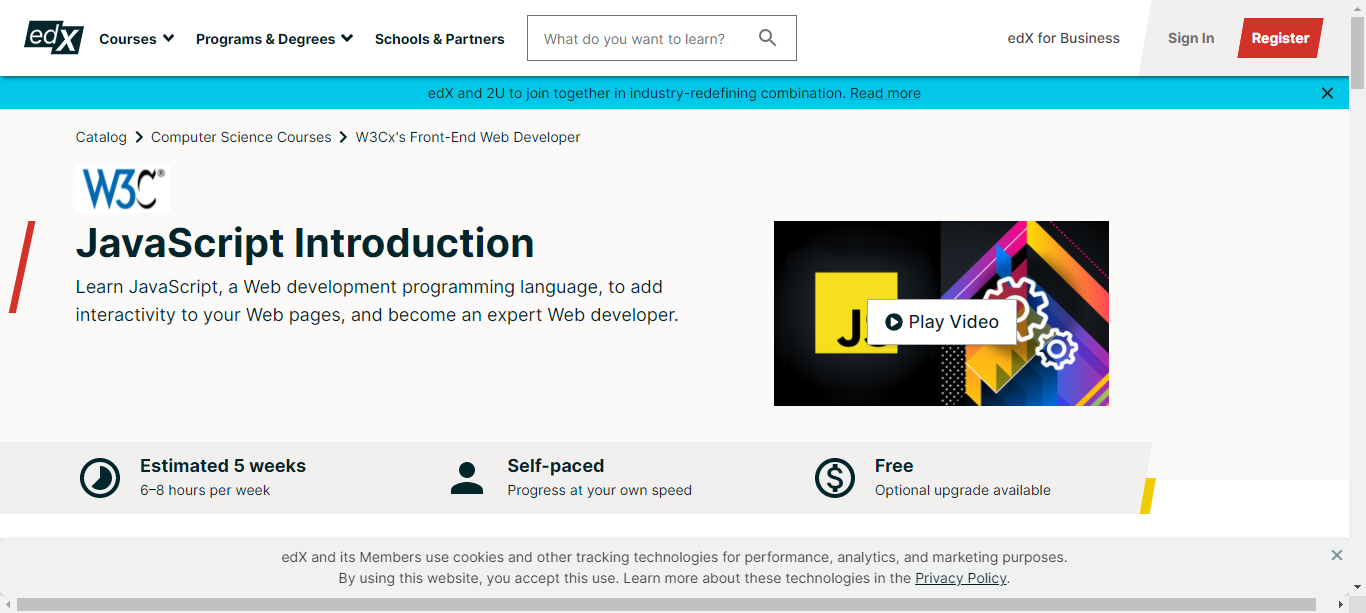 edX
Courses
Programs & Degrees
Schools & Partners
What do you want to learn?
edX for Business
Sign In
Register
edX and 2U to join together in industry-redefining combination. Read more
Catalog
Computer Science Courses
W3Cx's Front-End Web Developer
W3C®
JavaScript Introduction
Learn JavaScript, a Web development programming language, to add
interactivity to your Web pages, and become an expert Web developer.
JS
Play Video
Estimated 5 weeks
6–8 hours per week
Self-paced
Progress at your own speed
Free
Optional upgrade available
edX and its Members use cookies and other tracking technologies for performance, analytics, and marketing purposes.
By using this website, you accept this use. Learn more about these technologies in the Privacy Policy.